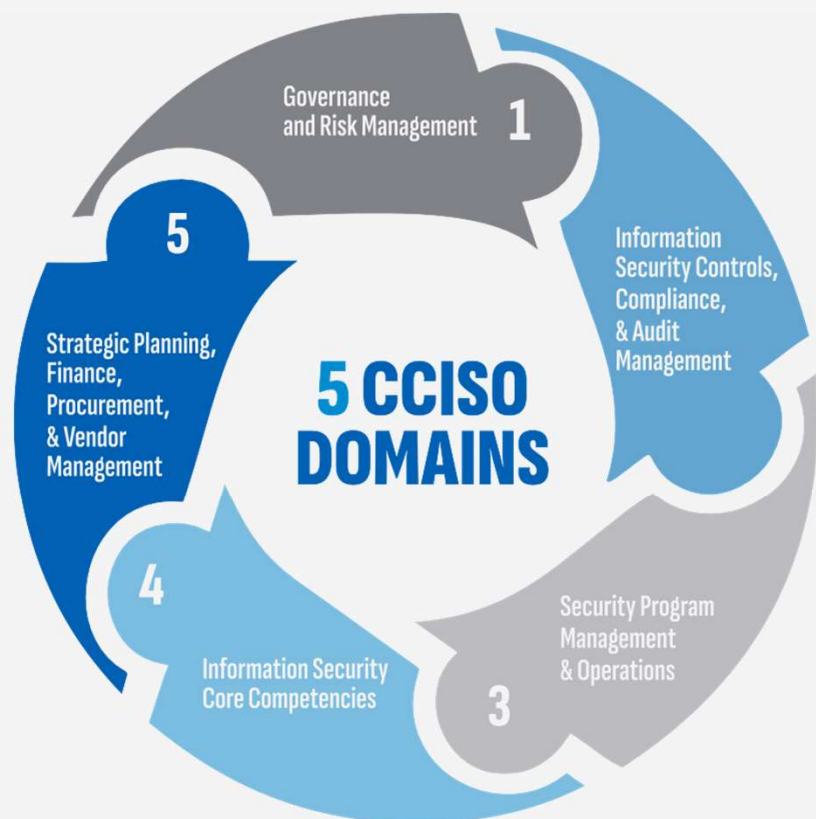 Governance
and Risk Management
1
Information
Security Controls,
Compliance,
& Audit
Management
Security Program
Management
& Operations
3
Information Security
Core Competencies
4
5
Strategic Planning,
Finance,
Procurement,
& Vendor
Management
5 CCISO
DOMAINS